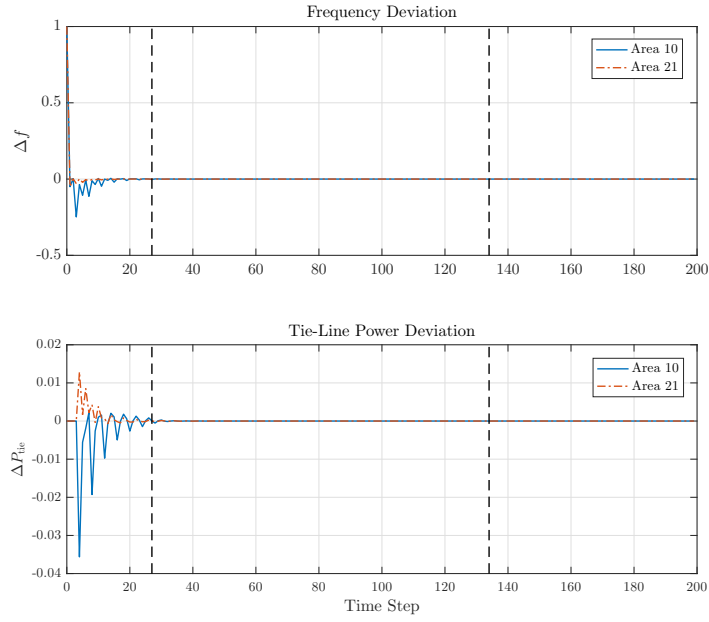 Frequency Deviation
1
0.5
0
-0.5
Δf
Area 10
Area 21
0 20 40 60 80 100 120 140 160 180 200
Tie-Line Power Deviation
0.02
0.01
0
-0.01
-0.02
-0.03
-0.04
ΔP_tie
Area 10
Area 21
0 20 40 60 80 100 120 140 160 180 200
Time Step